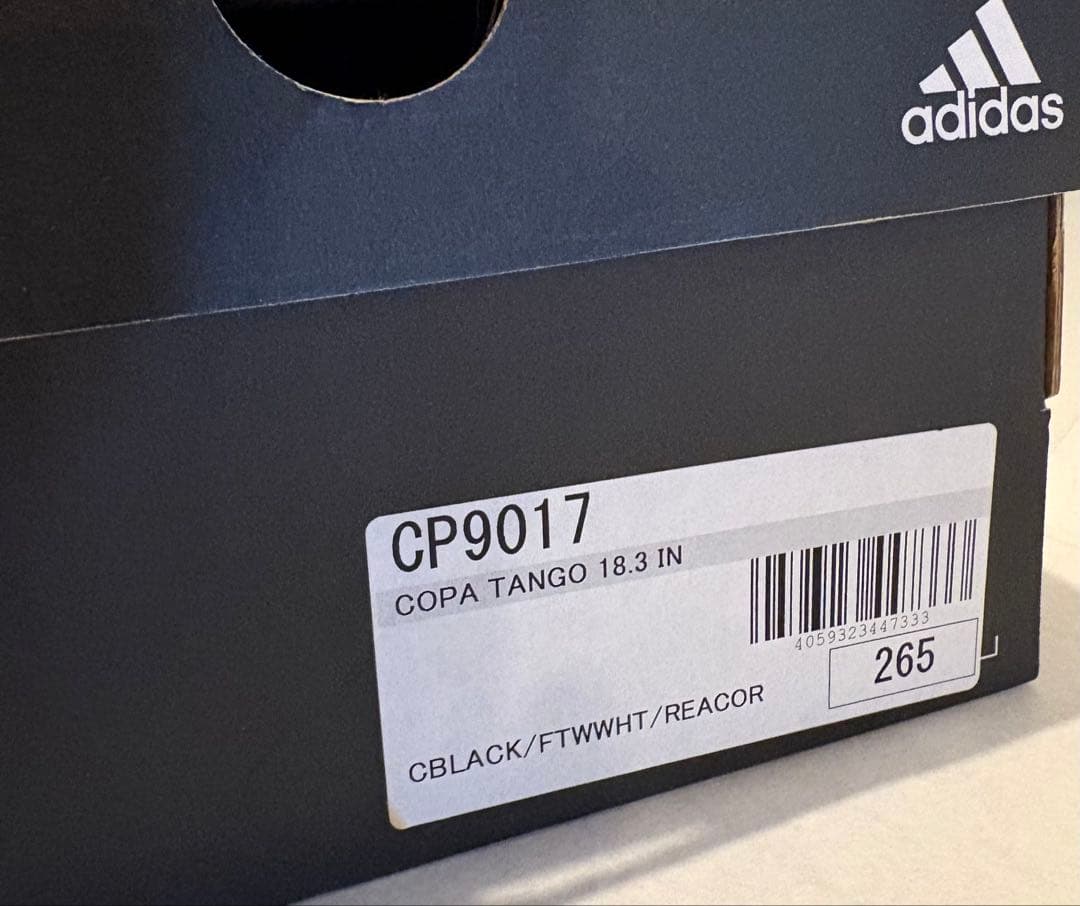 adidas
CP9017
COPA TANGO 18.3 IN
4059323447333
265
CBLACK/FTWWHT/REACOR